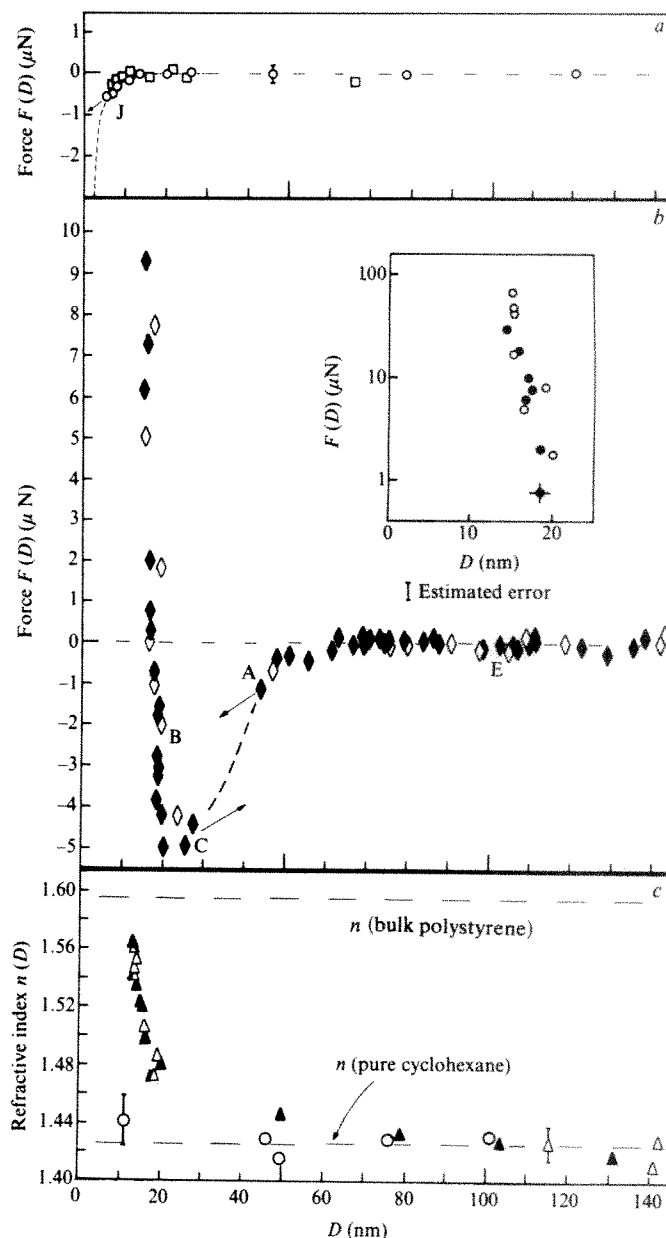 a
1
0
−1
−2
Force F (D) (μN)
J
b
10
9
8
7
6
5
4
3
2
1
0
−1
−2
−3
−4
−5
Force F (D) (μ N)
100
10
1
F (D) (μN)
0 10 20
D (nm)
Estimated error
A
B
C
E
c
1.60
1.56
1.52
1.48
1.44
1.40
Refractive index n (D)
n (bulk polystyrene)
n (pure cyclohexane)
0 20 40 60 80 100 120 140
D (nm)